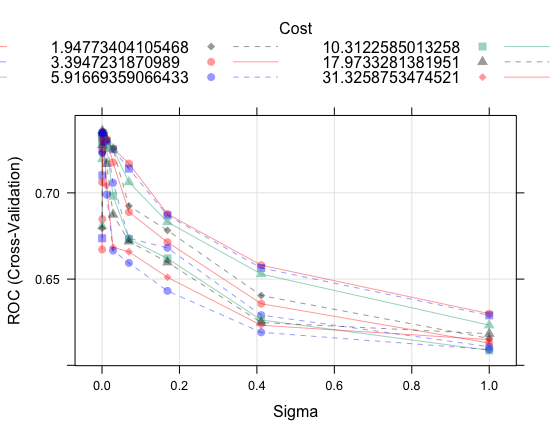 Cost
1.94773404105468 10.3122585013258
3.3947231870989 17.9733281381951
5.91669359066433 31.3258753474521
ROC (Cross-Validation)
0.70
0.65
0.0 0.2 0.4 0.6 0.8 1.0
Sigma